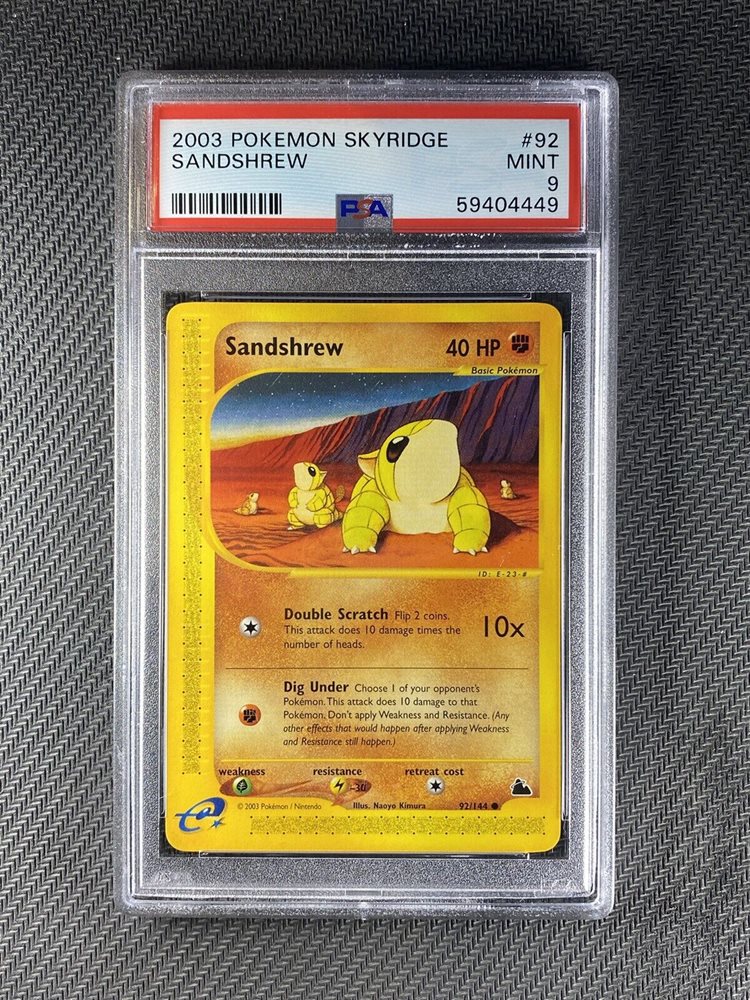 2003 POKEMON SKYRIDGE #92
SANDSHREW MINT
9
PSA 59404449
Sandshrew 40 HP
Basic Pokémon
ID: E-23-#
Double Scratch Flip 2 coins.
This attack does 10 damage times the
number of heads.
10x
Dig Under Choose 1 of your opponent's
Pokémon. This attack does 10 damage to that
Pokémon. Don't apply Weakness and Resistance. (Any
other effects that would happen after applying Weakness
and Resistance still happen.)
weakness resistance retreat cost
-30
© 2003 Pokémon / Nintendo Illus. Naoyo Kimura 92/144
e